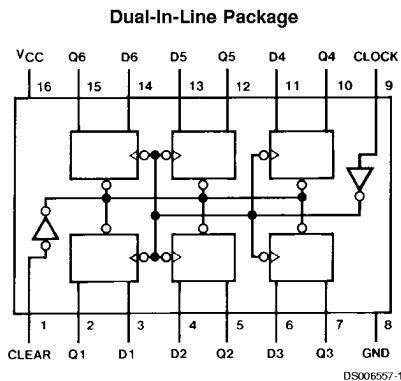 Dual-In-Line Package
VCC Q6 D6 D5 Q5 D4 Q4 CLOCK
16 15 14 13 12 11 10 9
1 2 3 4 5 6 7 8
CLEAR Q1 D1 D2 Q2 D3 Q3 GND
DS006557-1